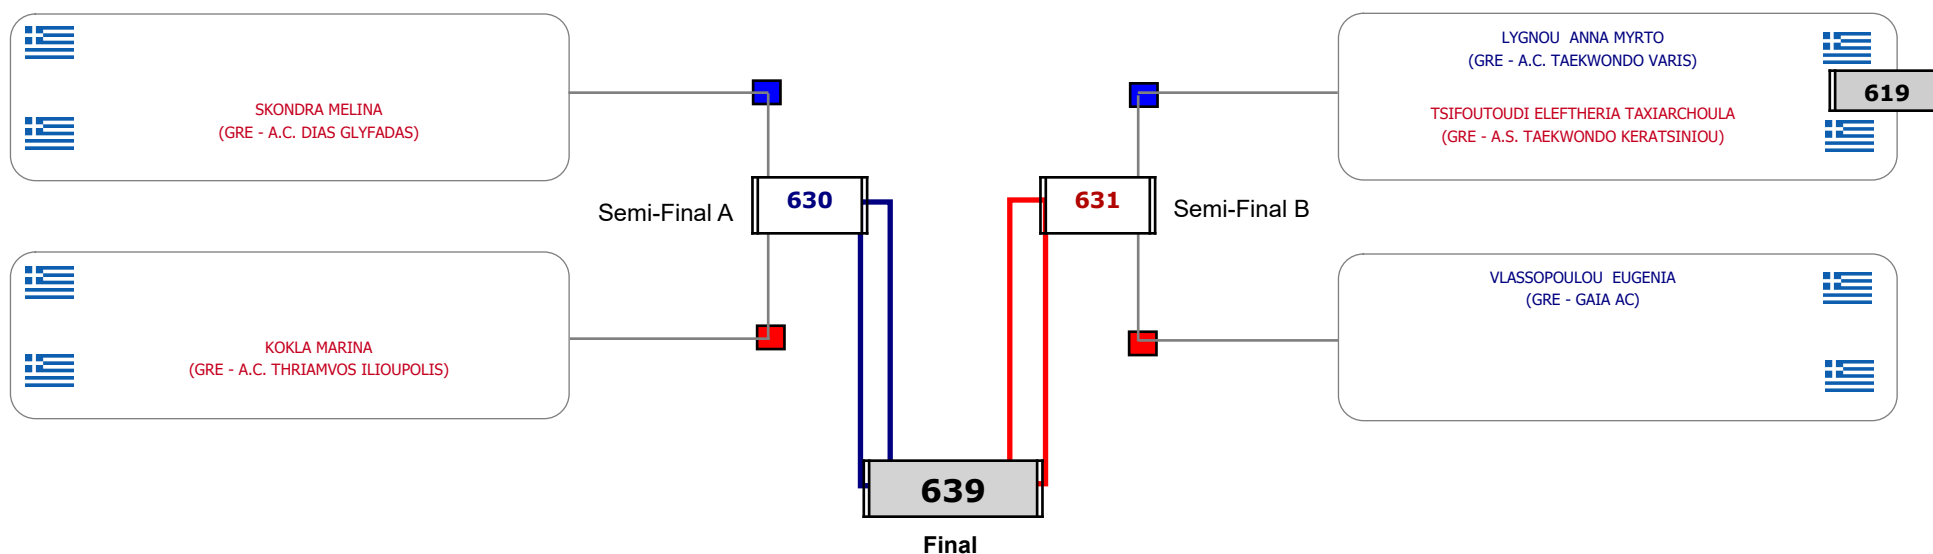 SKONDRA MELINA
(GRE - A.C. DIAS GLYFADAS)
KOKLA MARINA
(GRE - A.C. THRIAMVOS ILIOUPOLIS)
Semi-Final A
630
631
Semi-Final B
LYGNOU  ANNA MYRTO
(GRE - A.C. TAEKWONDO VARIS)
619
TSIFOUTOUDI ELEFTHERIA TAXIARCHOULA
(GRE - A.S. TAEKWONDO KERATSINIOU)
VLASSOPOULOU  EUGENIA
(GRE - GAIA AC)
639
Final